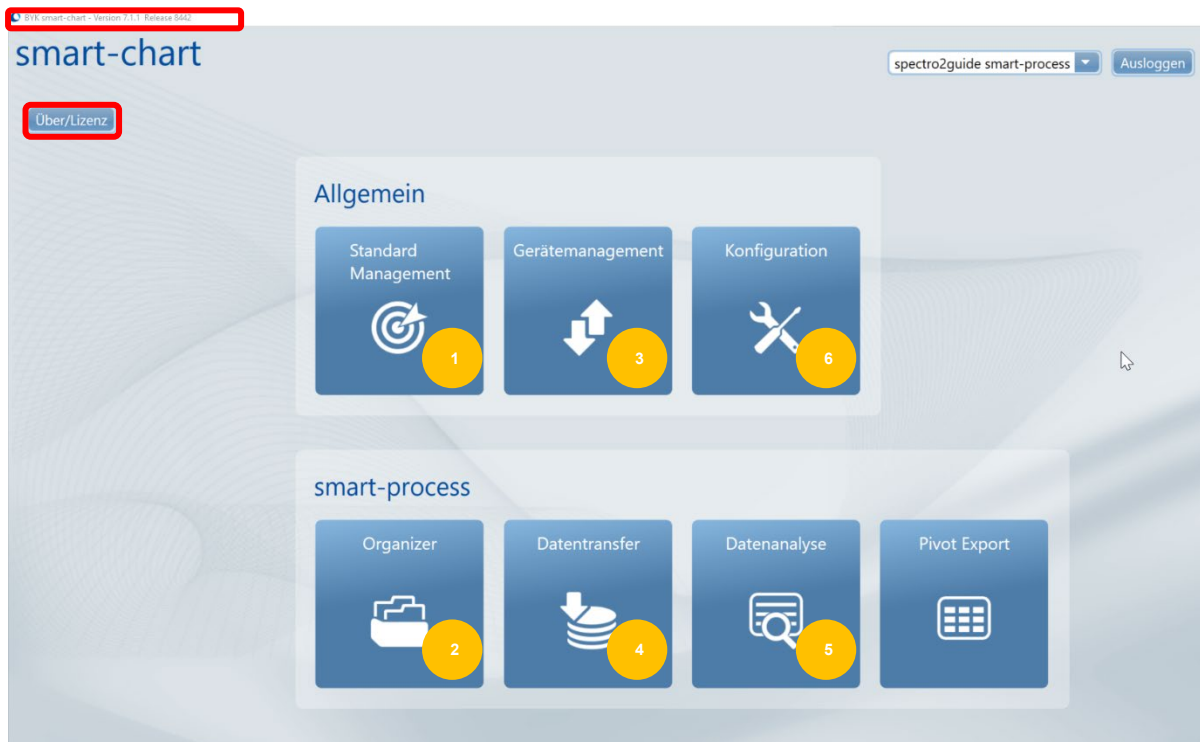 BYK smart-chart - Version 7.1.1 Release 8442
smart-chart
spectro2guide smart-process
Ausloggen
Über/Lizenz
Allgemein
Standard
Management
Gerätemanagement
Konfiguration
1
3
6
smart-process
Organizer
Datentransfer
Datenanalyse
Pivot Export
2
4
5